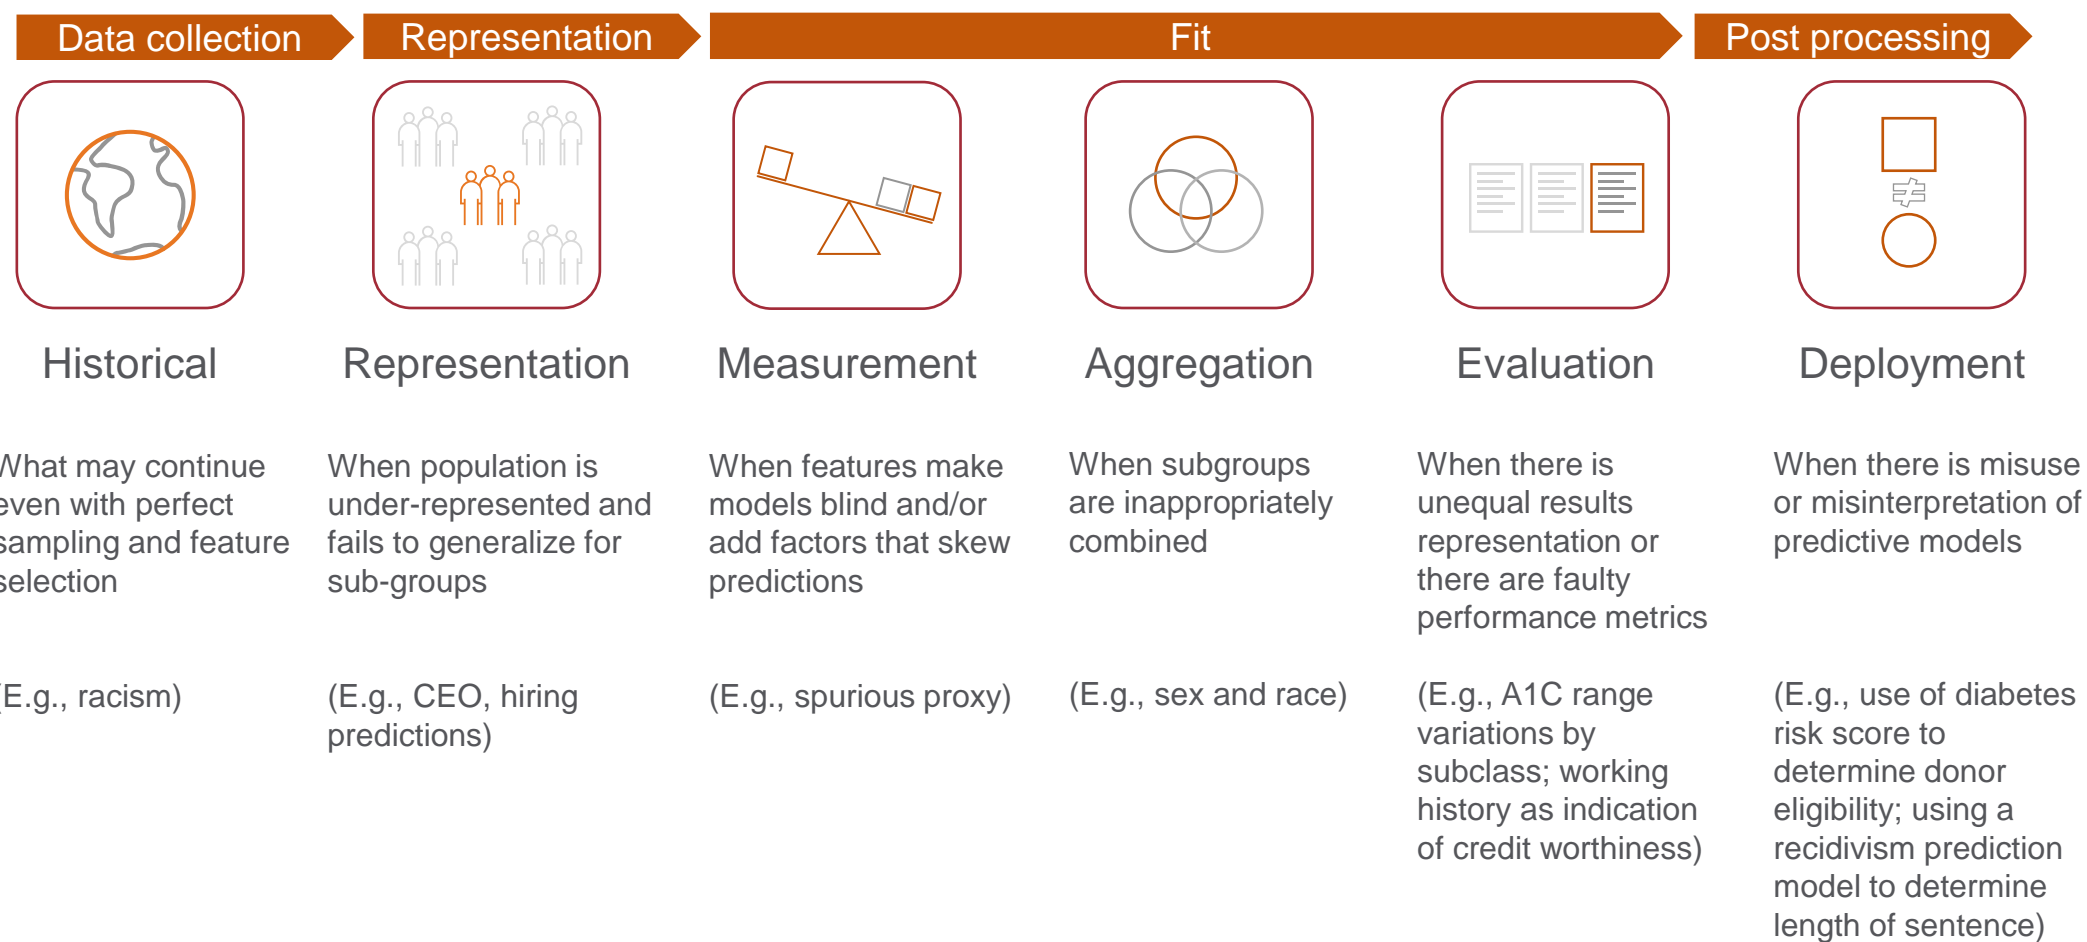 Data collection
Representation
Fit
Post processing
Historical
Representation
Measurement
Aggregation
Evaluation
Deployment
What may continue
even with perfect
sampling and feature
selection
(E.g., racism)
When population is
under-represented and
fails to generalize for
sub-groups
(E.g., CEO, hiring
predictions)
When features make
models blind and/or
add factors that skew
predictions
(E.g., spurious proxy)
When subgroups
are inappropriately
combined
(E.g., sex and race)
When there is
unequal results
representation or
there are faulty
performance metrics
(E.g., A1C range
variations by
subclass; working
history as indication
of credit worthiness)
When there is misuse
or misinterpretation of
predictive models
(E.g., use of diabetes
risk score to
determine donor
eligibility; using a
recidivism prediction
model to determine
length of sentence)